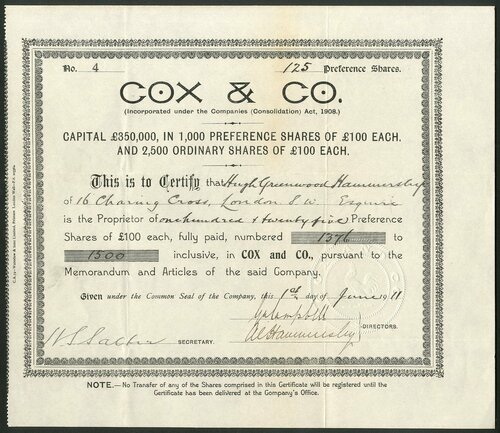 No. 4 125 Preference Shares.
COX & CO.
(Incorporated under the Companies (Consolidation) Act, 1908.)
CAPITAL £350,000, IN 1,000 PREFERENCE SHARES OF £100 EACH.
AND 2,500 ORDINARY SHARES OF £100 EACH.
This is to Certify that Hugh Greenwood Hammersley
of 16 Charing Cross, London S.W. Esquire
is the Proprietor of one hundred & twenty five Preference
Shares of £100 each, fully paid, numbered 1376 to
1500 inclusive, in COX and CO., pursuant to the
Memorandum and Articles of the said Company.
Given under the Common Seal of the Company, this 1st day of June 1911
Campbell
A Hammersley DIRECTORS.
SECRETARY.
NOTE.—No Transfer of any of the Shares comprised in this Certificate will be registered until the
Certificate has been delivered at the Company's Office.